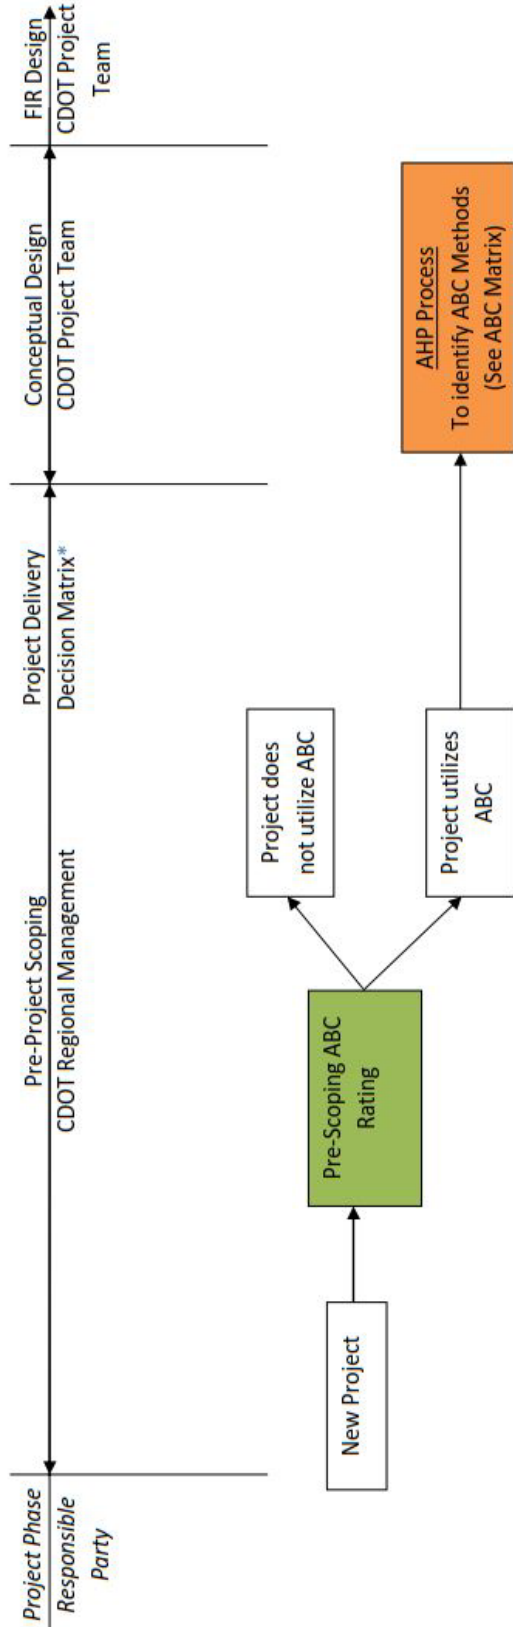 Project Phase
Responsible
Party
Pre-Project Scoping
CDOT Regional Management
Project Delivery
Decision Matrix*
Conceptual Design
CDOT Project Team
FIR Design
CDOT Project
Team
New Project
Pre-Scoping ABC
Rating
Project does
not utilize ABC
Project utilizes
ABC
AHP Process
To identify ABC Methods
(See ABC Matrix)